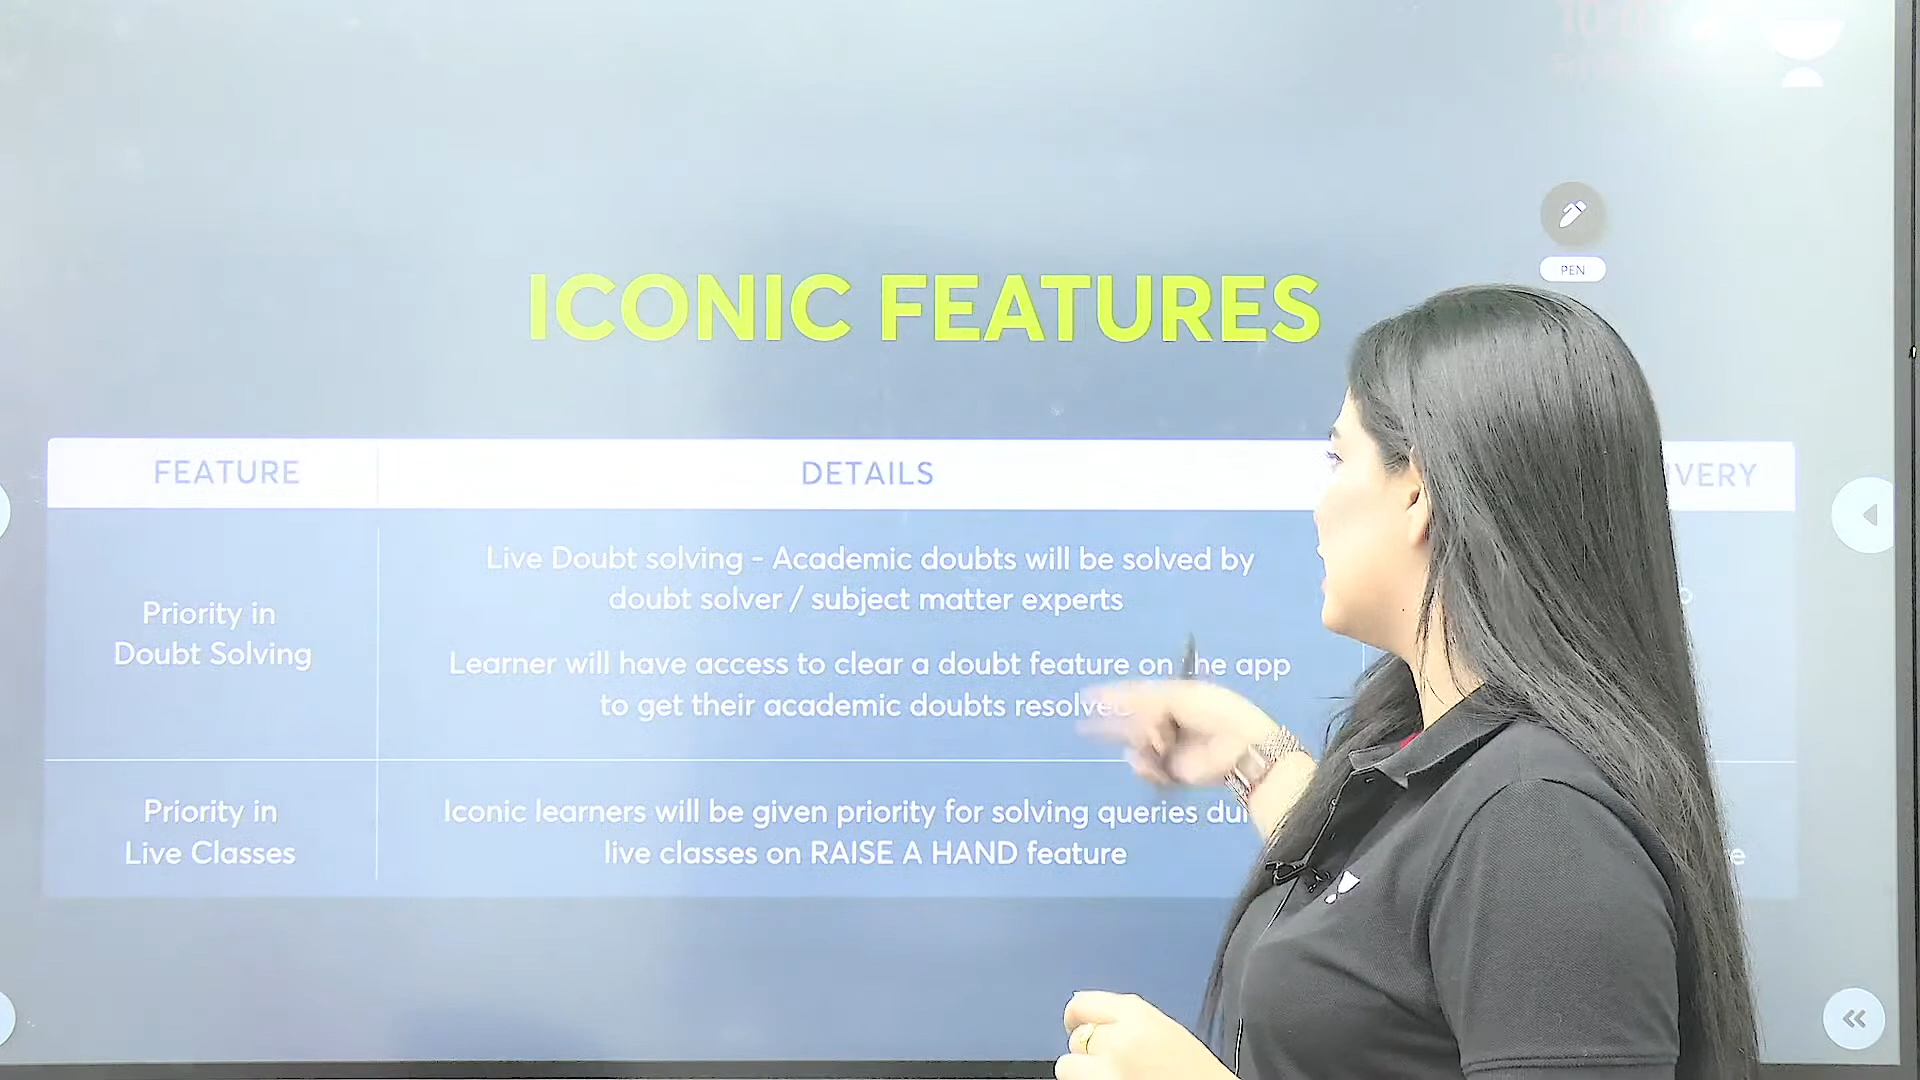 PEN
ICONIC FEATURES
FEATURE
DETAILS
Priority in
Doubt Solving
Live Doubt solving - Academic doubts will be solved by
doubt solver / subject matter experts
Learner will have access to clear a doubt feature on the app
to get their academic doubts
Priority in
Live Classes
Iconic learners will be given priority for solving queries
live classes on RAISE A HAND feature